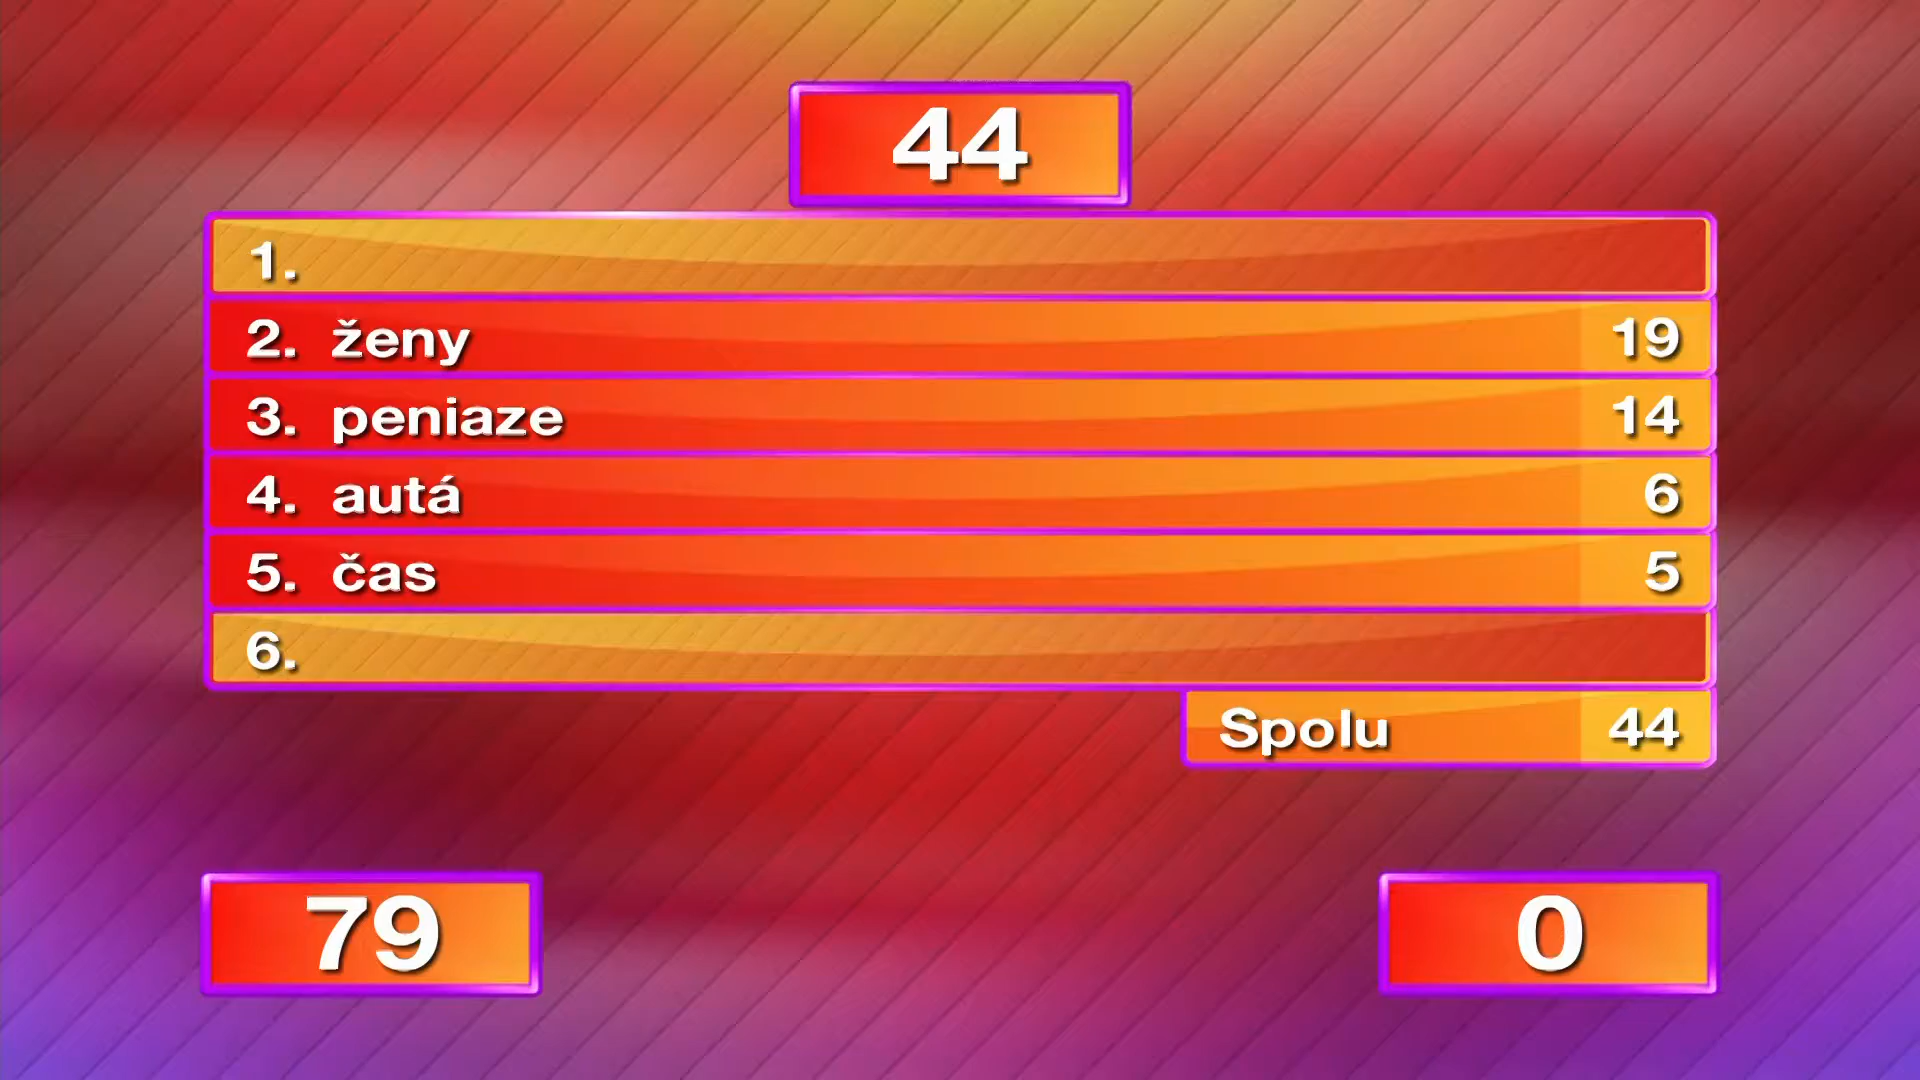 44
1.
2. ženy 19
3. peniaze 14
4. autá 6
5. čas 5
6.
Spolu 44
79 0